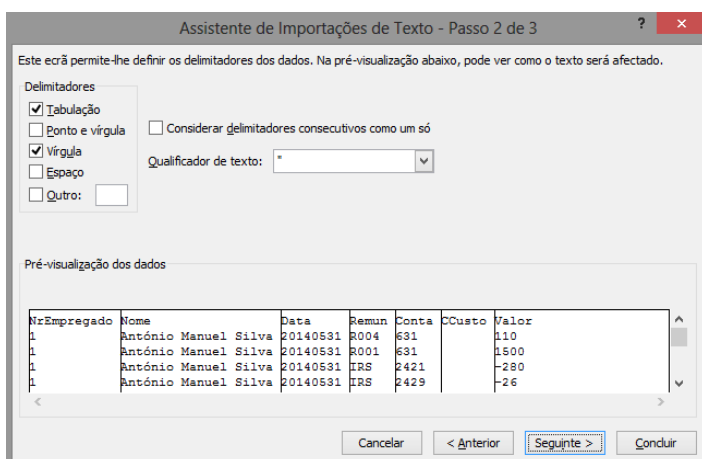 Assistente de Importações de Texto - Passo 2 de 3 ? ×
Este ecrã permite-lhe definir os delimitadores dos dados. Na pré-visualização abaixo, pode ver como o texto será afectado.
Delimitadores
Tabulação
Ponto e vírgula
Vírgula
Espaço
Outro:
Considerar delimitadores consecutivos como um só
Qualificador de texto: "
Pré-visualização dos dados
NrEmpregado Nome Data Remun Conta CCusto Valor
1 António Manuel Silva 20140531 R004 631 110
1 António Manuel Silva 20140531 R001 631 1500
1 António Manuel Silva 20140531 IRS 2421 -280
1 António Manuel Silva 20140531 IRS 2429 -26
Cancelar < Anterior Seguinte > Concluir